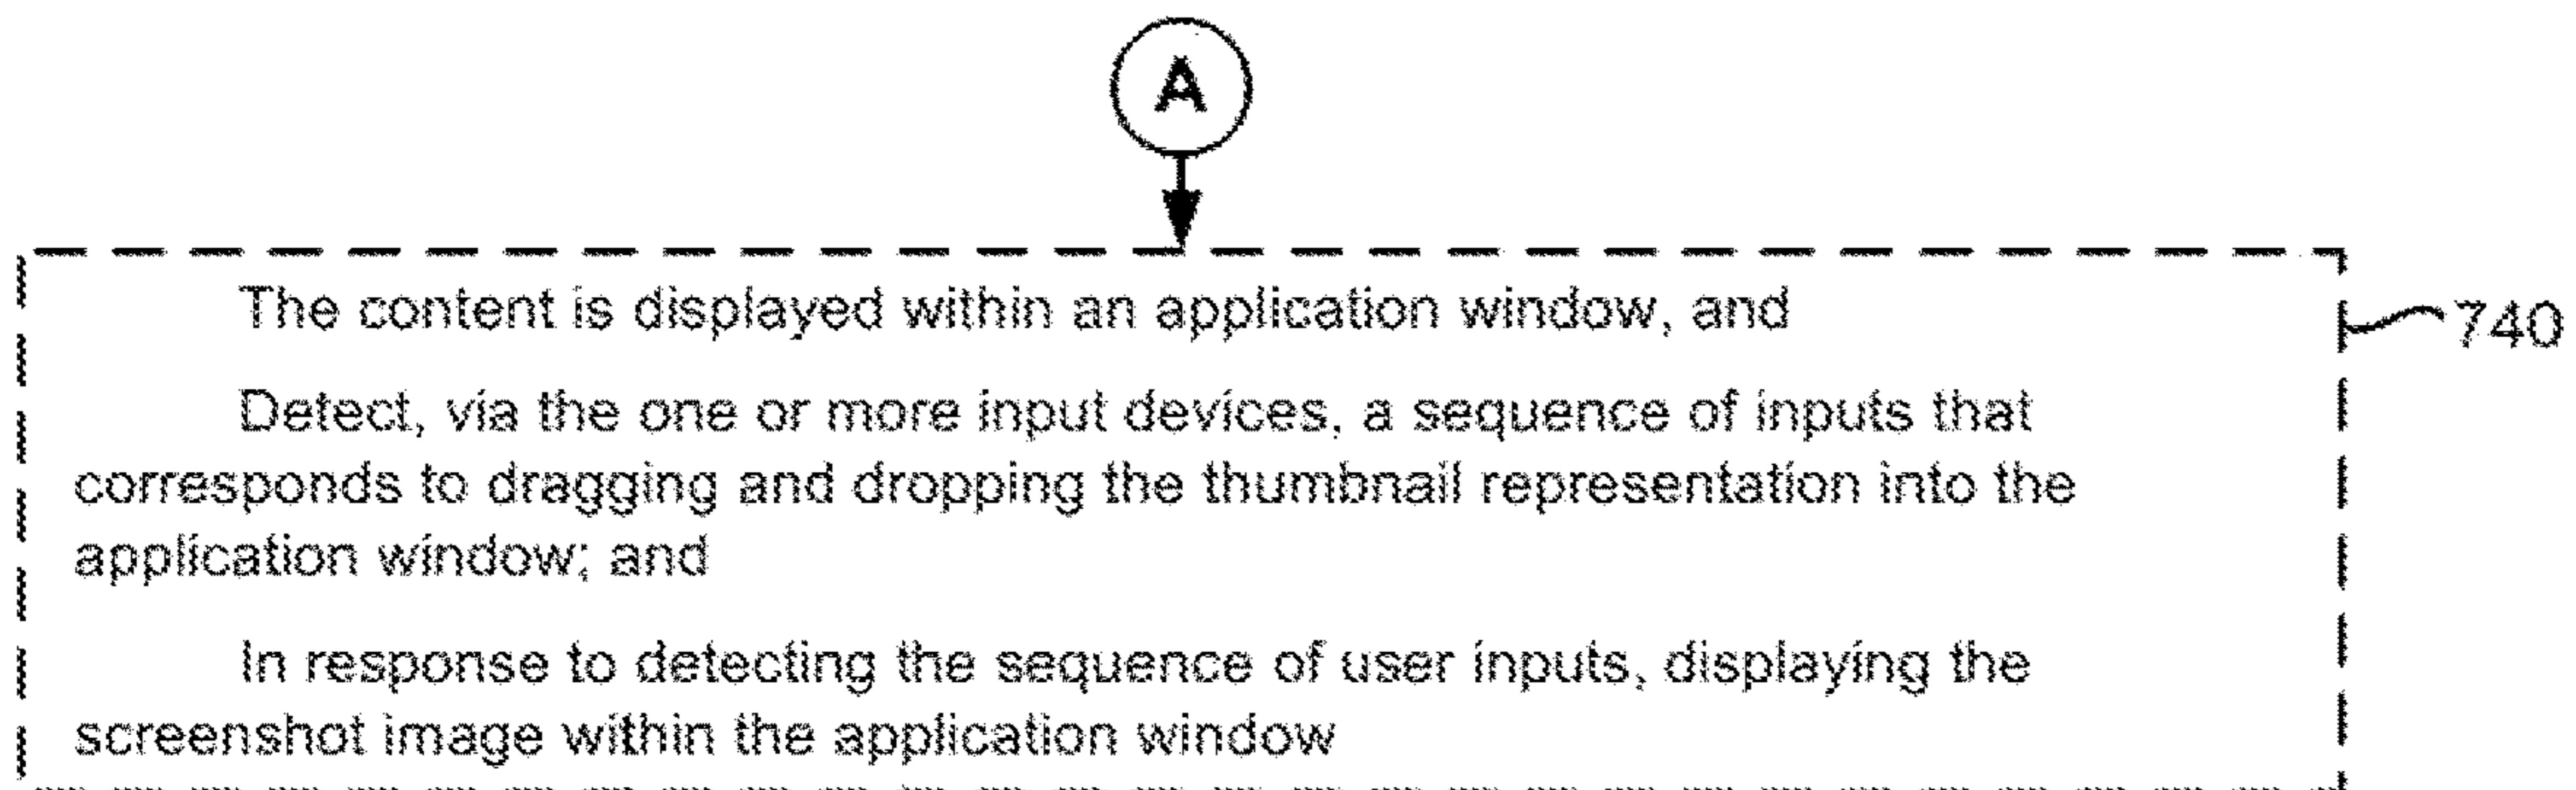 A
The content is displayed within an application window, and
740
Detect, via the one or more input devices, a sequence of inputs that
corresponds to dragging and dropping the thumbnail representation into the
application window; and
In response to detecting the sequence of user inputs, displaying the
screenshot image within the application window